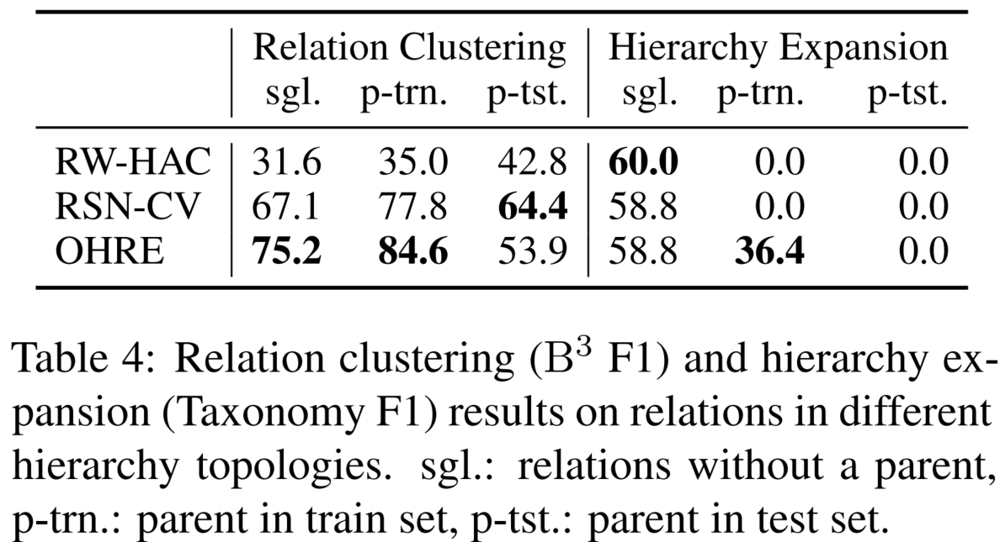 Relation Clustering Hierarchy Expansion
sgl. p-trn. p-tst. sgl. p-trn. p-tst.
RW-HAC 31.6 35.0 42.8 60.0 0.0 0.0
RSN-CV 67.1 77.8 64.4 58.8 0.0 0.0
OHRE 75.2 84.6 53.9 58.8 36.4 0.0
Table 4: Relation clustering (B³ F1) and hierarchy ex-
pansion (Taxonomy F1) results on relations in different
hierarchy topologies. sgl.: relations without a parent,
p-trn.: parent in train set, p-tst.: parent in test set.